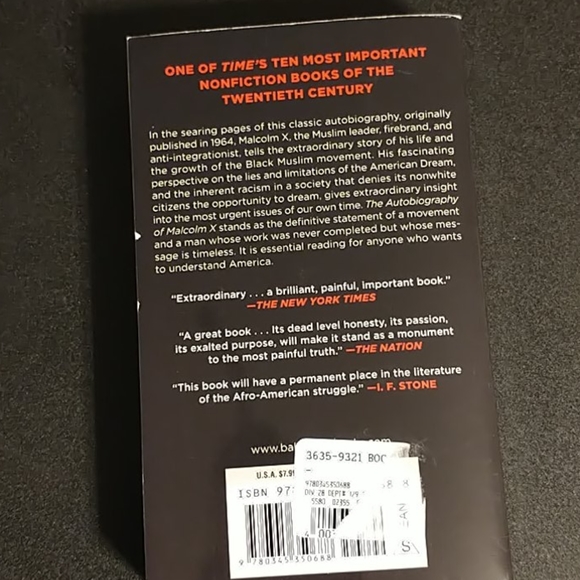 ONE OF TIME'S TEN MOST IMPORTANT
NONFICTION BOOKS OF THE
TWENTIETH CENTURY
In the searing pages of this classic autobiography, originally
published in 1964, Malcolm X, the Muslim leader, firebrand, and
anti-integrationist, tells the extraordinary story of his life and
the growth of the Black Muslim movement. His fascinating
perspective on the lies and limitations of the American Dream,
and the inherent racism in a society that denies its nonwhite
citizens the opportunity to dream, gives extraordinary insight
into the most urgent issues of our own time. The Autobiography
of Malcolm X stands as the definitive statement of a movement
and a man whose work was never completed but whose mes-
sage is timeless. It is essential reading for anyone who wants
to understand America.
"Extraordinary . . . a brilliant, painful, important book."
—THE NEW YORK TIMES
"A great book . . . Its dead level honesty, its passion,
its exalted purpose, will make it stand as a monument
to the most painful truth." —THE NATION
"This book will have a permanent place in the literature
of the Afro-American struggle." —I. F. STONE
3635-9321
U.S.A.
9780345350688
ISBN
DIV 28 DEPT#
5580 02355
9 780345 350688